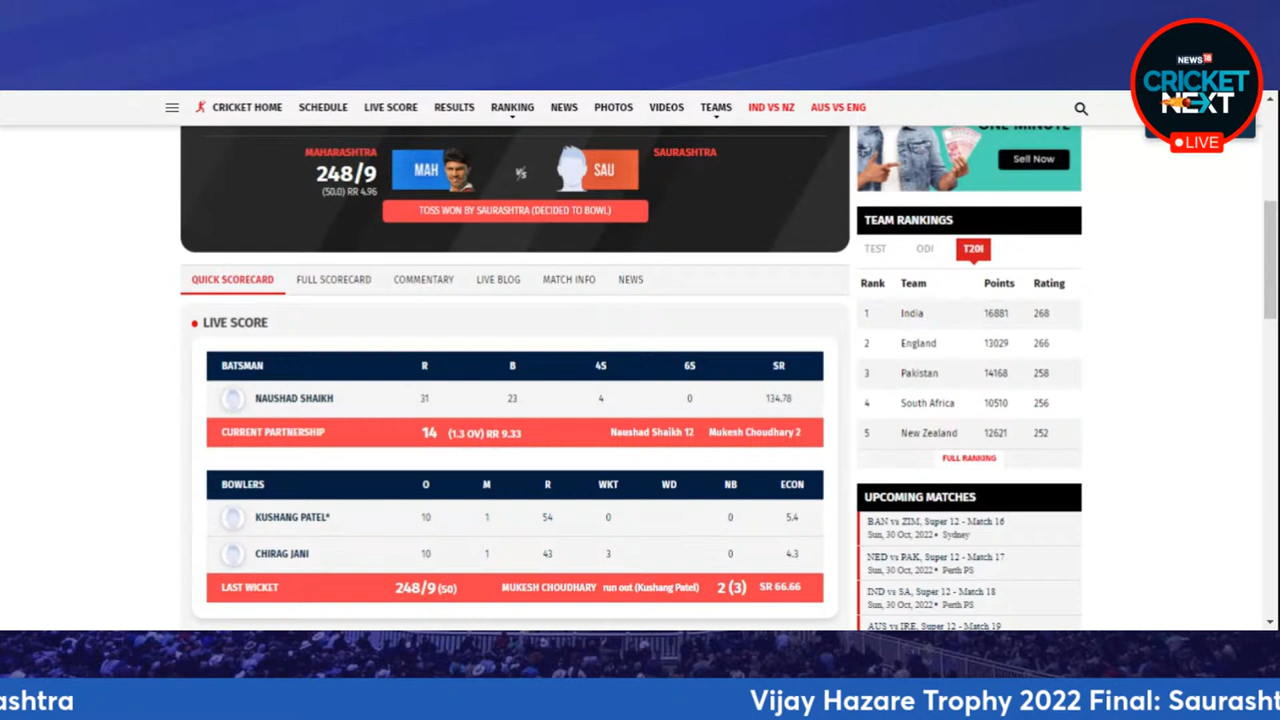 NEWS18
CRICKET
NEXT
LIVE
CRICKET HOME SCHEDULE LIVE SCORE RESULTS RANKING NEWS PHOTOS VIDEOS TEAMS IND VS NZ AUS VS ENG
MAHARASHTRA
248/9
(50.0) RR 4.96
MAH
V/S
SAU
SAURASHTRA
TOSS WON BY SAURASHTRA (DECIDED TO BOWL)
ONE MINUTE
Sell Now
QUICK SCORECARD FULL SCORECARD COMMENTARY LIVE BLOG MATCH INFO NEWS
LIVE SCORE
BATSMAN R B 4S 6S SR
NAUSHAD SHAIKH 31 23 4 0 134.78
CURRENT PARTNERSHIP 14 (1.3 OV) RR 9.33 Naushad Shaikh 12 Mukesh Choudhary 2
BOWLERS O M R WKT WD NB ECON
KUSHANG PATEL* 10 1 54 0 0 5.4
CHIRAG JANI 10 1 43 3 0 4.3
LAST WICKET 248/9 (50) MUKESH CHOUDHARY run out (Kushang Patel) 2 (3) SR 66.66
TEAM RANKINGS
TEST ODI T20I
Rank Team Points Rating
1 India 16881 268
2 England 13029 266
3 Pakistan 14168 258
4 South Africa 10510 256
5 New Zealand 12621 252
FULL RANKING
UPCOMING MATCHES
BAN vs ZIM, Super 12 - Match 16
Sun, 30 Oct, 2022• Sydney
NED vs PAK, Super 12 - Match 17
Sun, 30 Oct, 2022• Perth PS
IND vs SA, Super 12 - Match 18
Sun, 30 Oct, 2022• Perth PS
AUS vs IRE, Super 12 - Match 19
ashtra Vijay Hazare Trophy 2022 Final: Saurasht